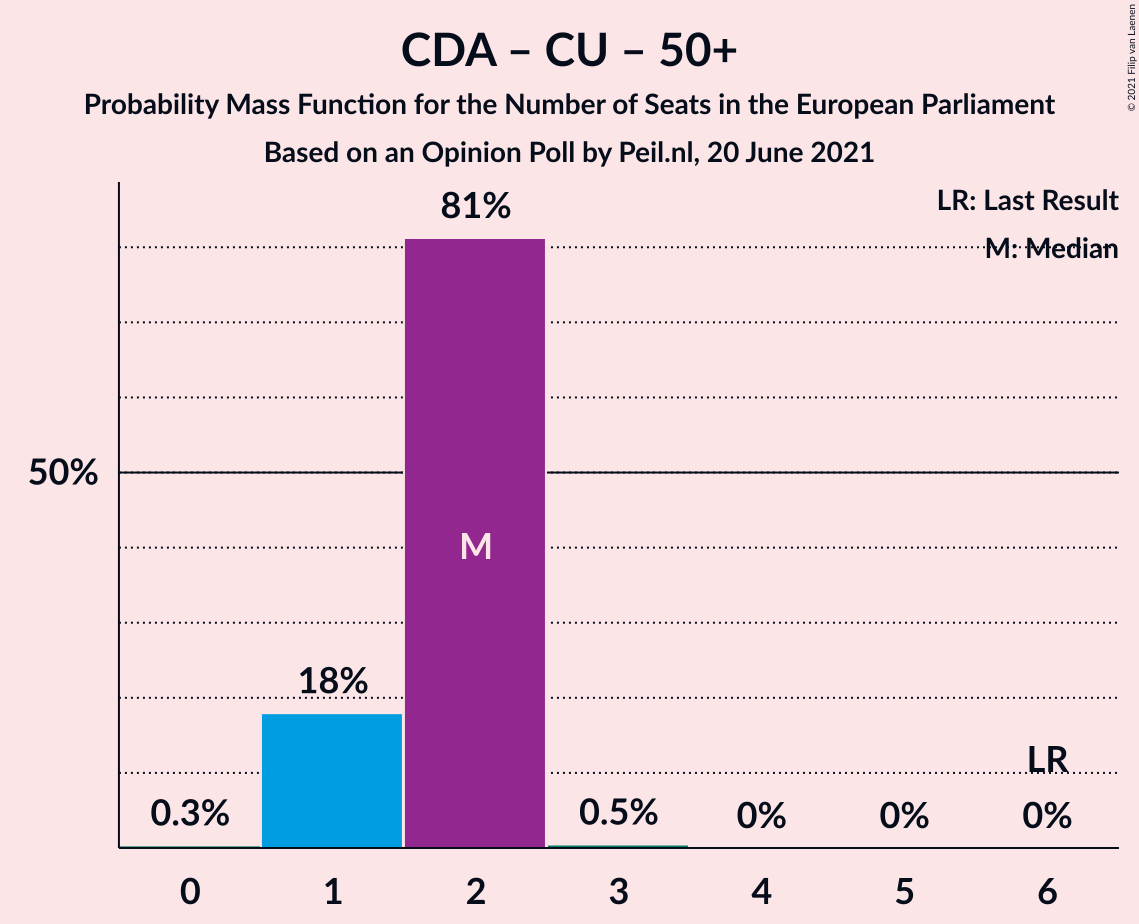 CDA – CU – 50+
Probability Mass Function for the Number of Seats in the European Parliament
Based on an Opinion Poll by Peil.nl, 20 June 2021
© 2021 Filip van Laenen
LR: Last Result
M: Median
81%
50%
M
18%
LR
0.3%
0.5%
0%
0%
0%
0
1
2
3
4
5
6